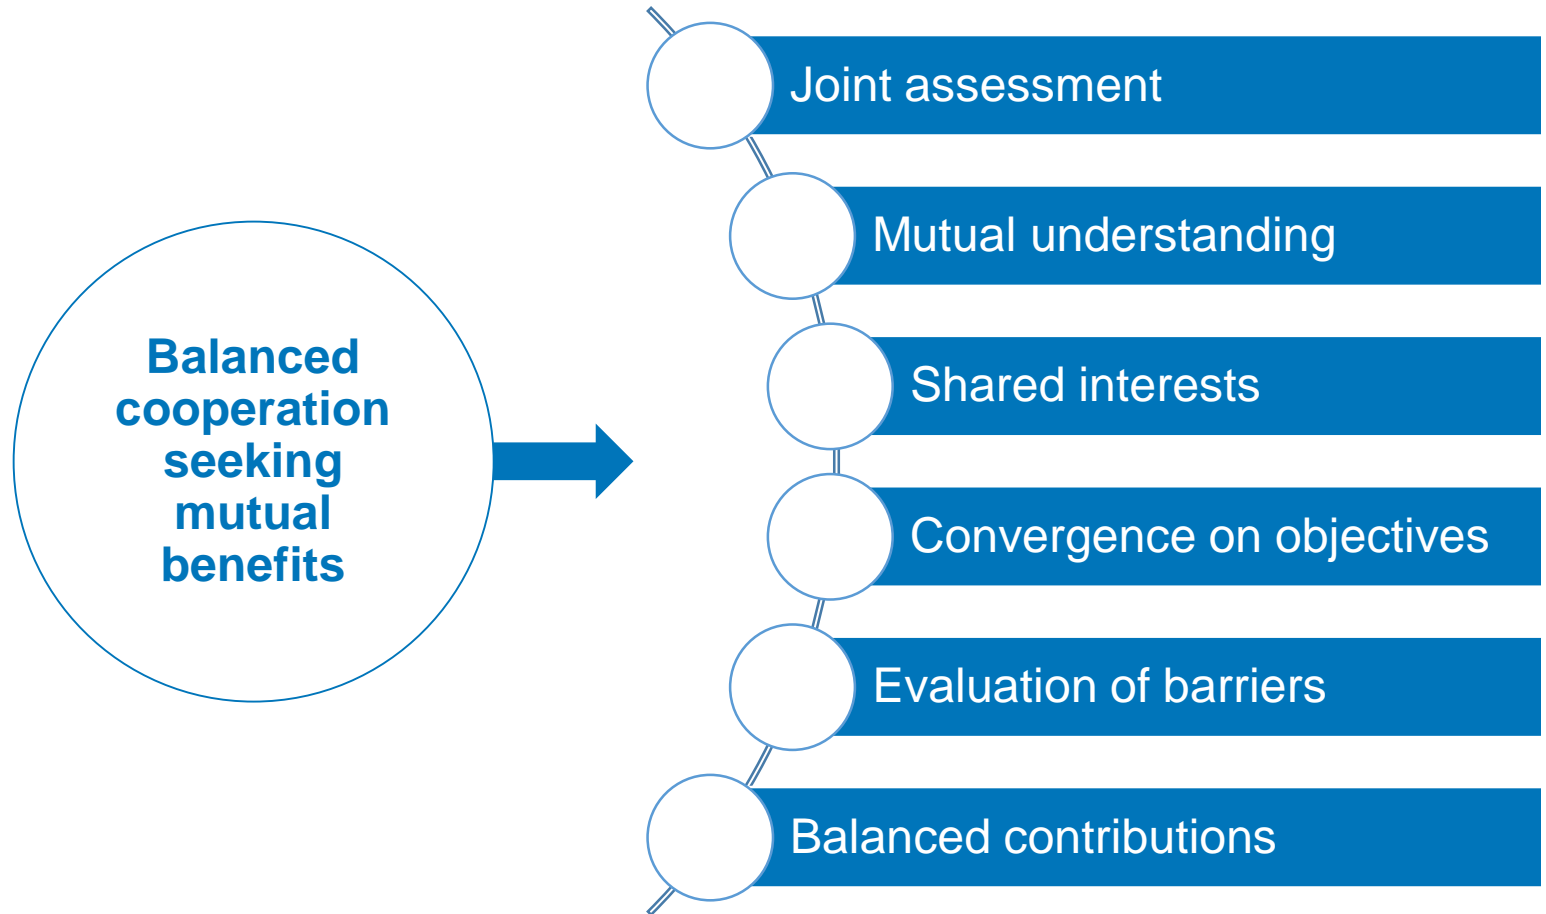 Balanced
cooperation
seeking
mutual
benefits
Joint assessment
Mutual understanding
Shared interests
Convergence on objectives
Evaluation of barriers
Balanced contributions